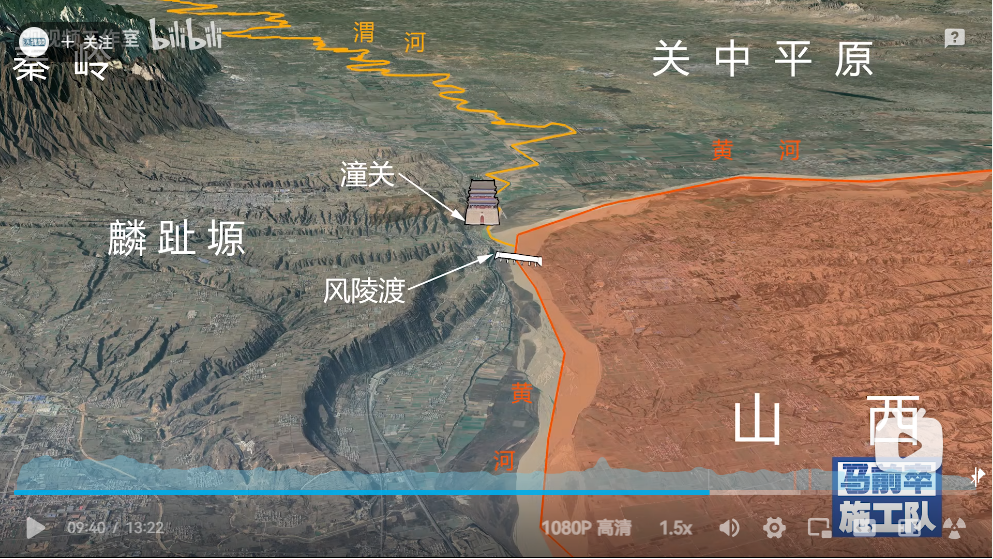 + 关注
室
bilibili
秦岭
渭河
关中平原
黄河
潼关
麟趾塬
风陵渡
黄河
山西
马前卒
施工队
09:40 / 13:22
1080P 高清
1.5x